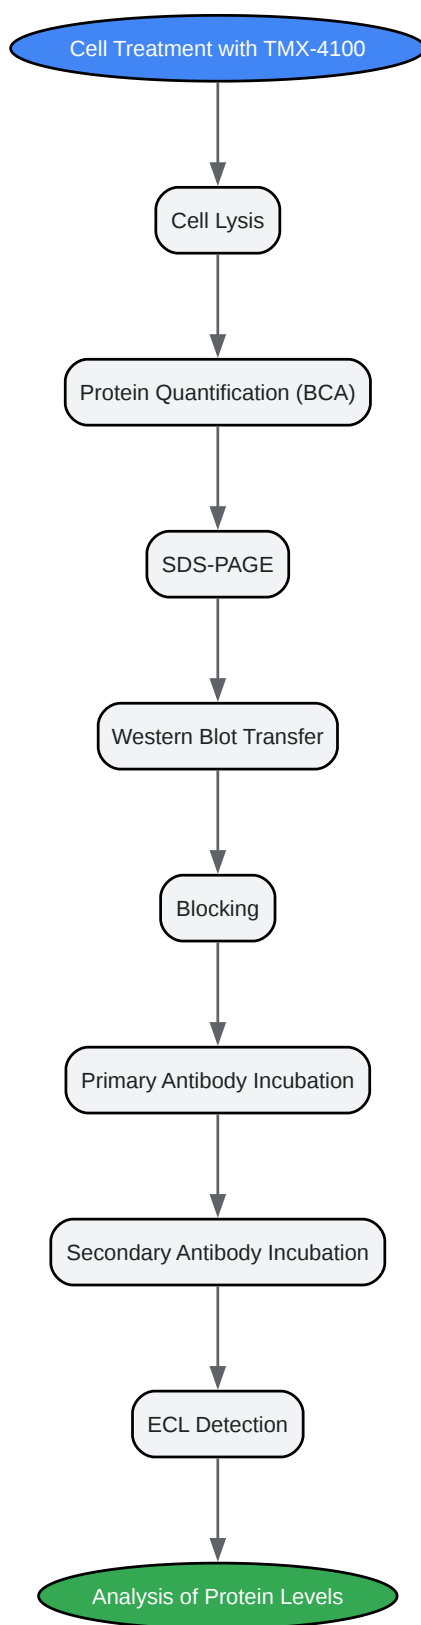 Cell Treatment with TMX-4100
Cell Lysis
Protein Quantification (BCA)
SDS-PAGE
Western Blot Transfer
Blocking
Primary Antibody Incubation
Secondary Antibody Incubation
ECL Detection
Analysis of Protein Levels